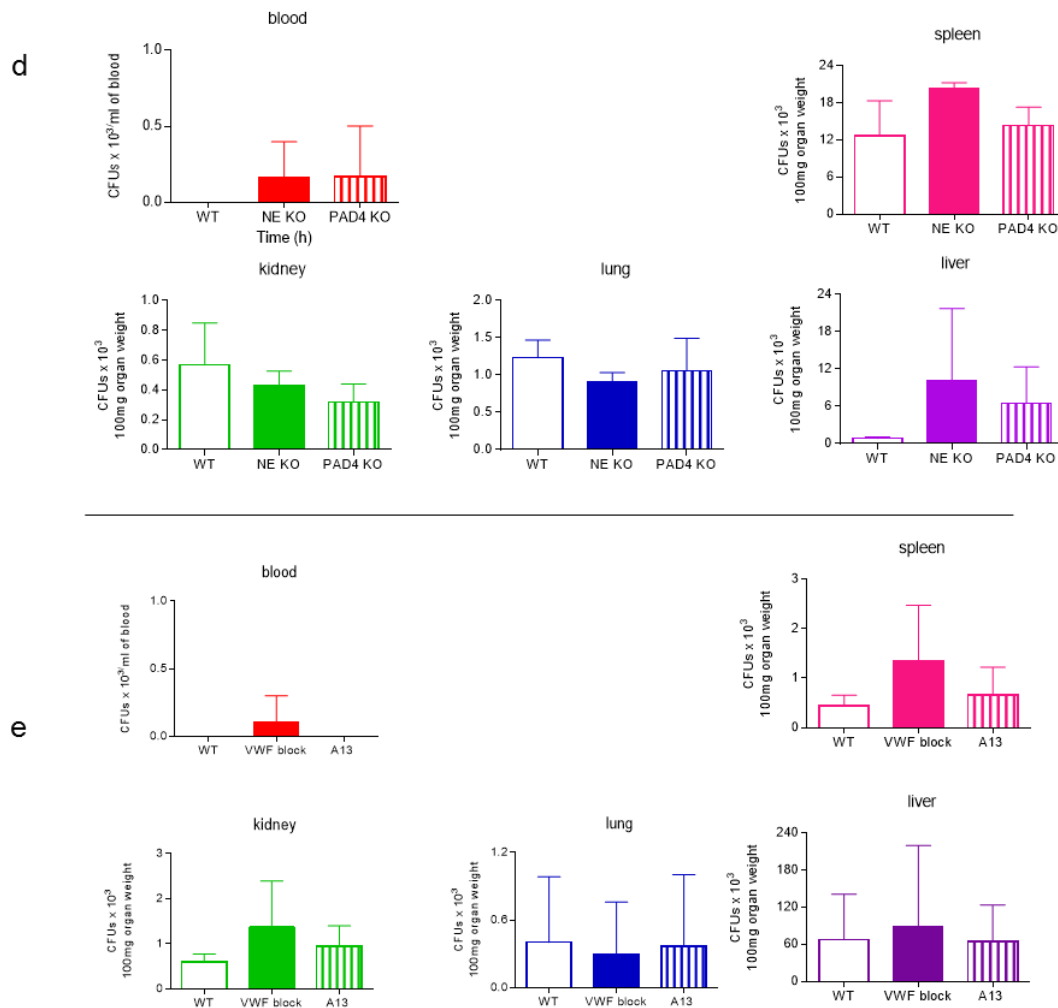 d
blood
CFUs x 10³/ml of blood
1.0
0.5
0.0
WT NE KO PAD4 KO
Time (h)
spleen
CFUs x 10³
100mg organ weight
24
18
12
6
0
WT NE KO PAD4 KO
kidney
CFUs x 10³
100mg organ weight
1.0
0.8
0.6
0.4
0.2
0.0
WT NE KO PAD4 KO
lung
CFUs x 10³
100mg organ weight
2.0
1.5
1.0
0.5
0.0
WT NE KO PAD4 KO
liver
CFUs x 10³
100mg organ weight
24
18
12
6
0
WT NE KO PAD4 KO
e
blood
CFUs x 10³/ml of blood
1.0
0.5
0.0
WT VWF block A13
spleen
CFUs x 10³
100mg organ weight
3
2
1
0
WT VWF block A13
kidney
CFUs x 10³
100mg organ weight
3
2
1
0
WT VWF block A13
lung
CFUs x 10³
100mg organ weight
1.2
0.6
0.0
WT VWF block A13
liver
CFUs x 10³
100mg organ weight
240
180
120
60
0
WT VWF block A13